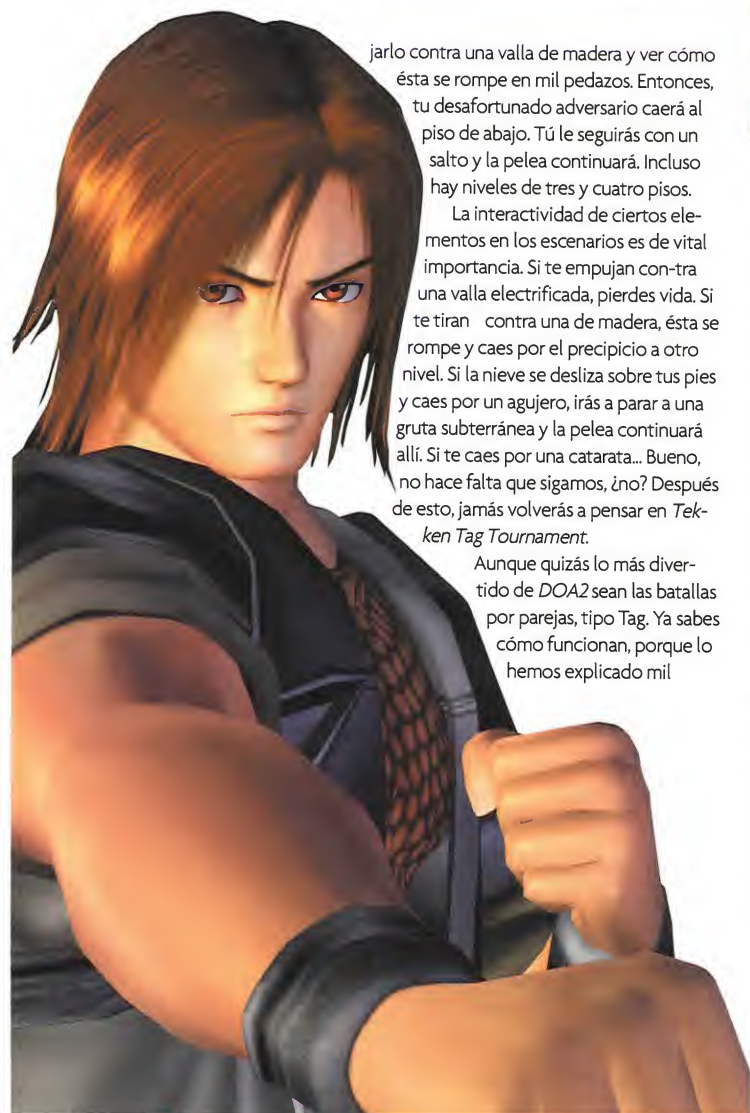 jarlo contra una valla de madera y ver cómo
ésta se rompe en mil pedazos. Entonces,
tu desafortunado adversario caerá al
piso de abajo. Tú le seguirás con un
salto y la pelea continuará. Incluso
hay niveles de tres y cuatro pisos.
La interactividad de ciertos ele-
mentos en los escenarios es de vital
importancia. Si te empujan con-tra
una valla electrificada, pierdes vida. Si
te tiran contra una de madera, ésta se
rompe y caes por el precipicio a otro
nivel. Si la nieve se desliza sobre tus pies
y caes por un agujero, irás a parar a una
gruta subterránea y la pelea continuará
allí. Si te caes por una catarata... Bueno,
no hace falta que sigamos, ¿no? Después
de esto, jamás volverás a pensar en Tek-
ken Tag Tournament.
Aunque quizás lo más diver-
tido de DOA2 sean las batallas
por parejas, tipo Tag. Ya sabes
cómo funcionan, porque lo
hemos explicado mil